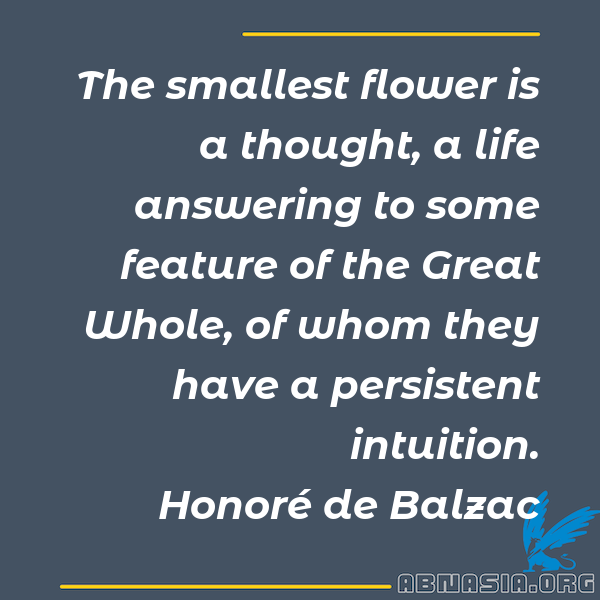 The smallest flower is
a thought, a life
answering to some
feature of the Great
Whole, of whom they
have a persistent
intuition.
Honoré de Balzac
ABNASIA.ORG